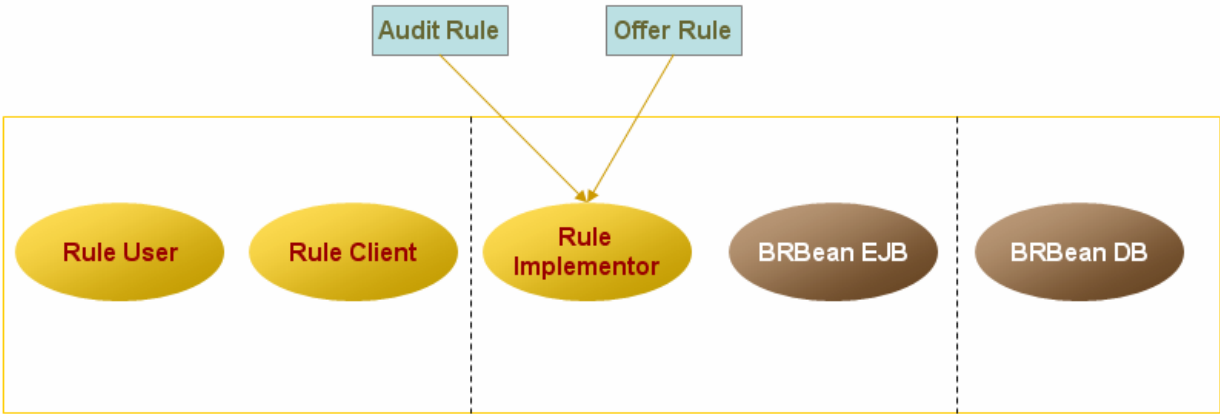 Audit Rule
Offer Rule
Rule User
Rule Client
Rule
Implementor
BRBean EJB
BRBean DB